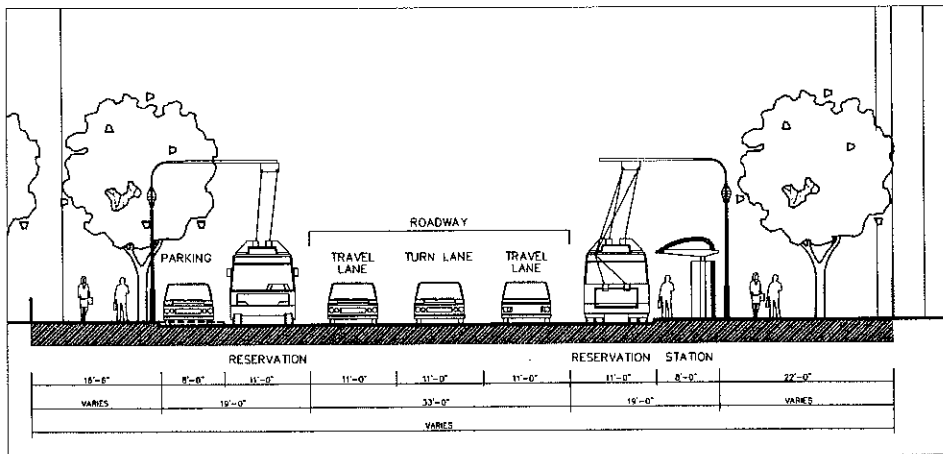 ROADWAY
PARKING
TRAVEL LANE
TURN LANE
TRAVEL LANE
RESERVATION
RESERVATION STATION
8'-0" 11'-0" 11'-0" 11'-0" 11'-0" 11'-0" 8'-0" 22'-0"
VARIES 19'-0" 33'-0" 19'-0" VARIES
VARIES